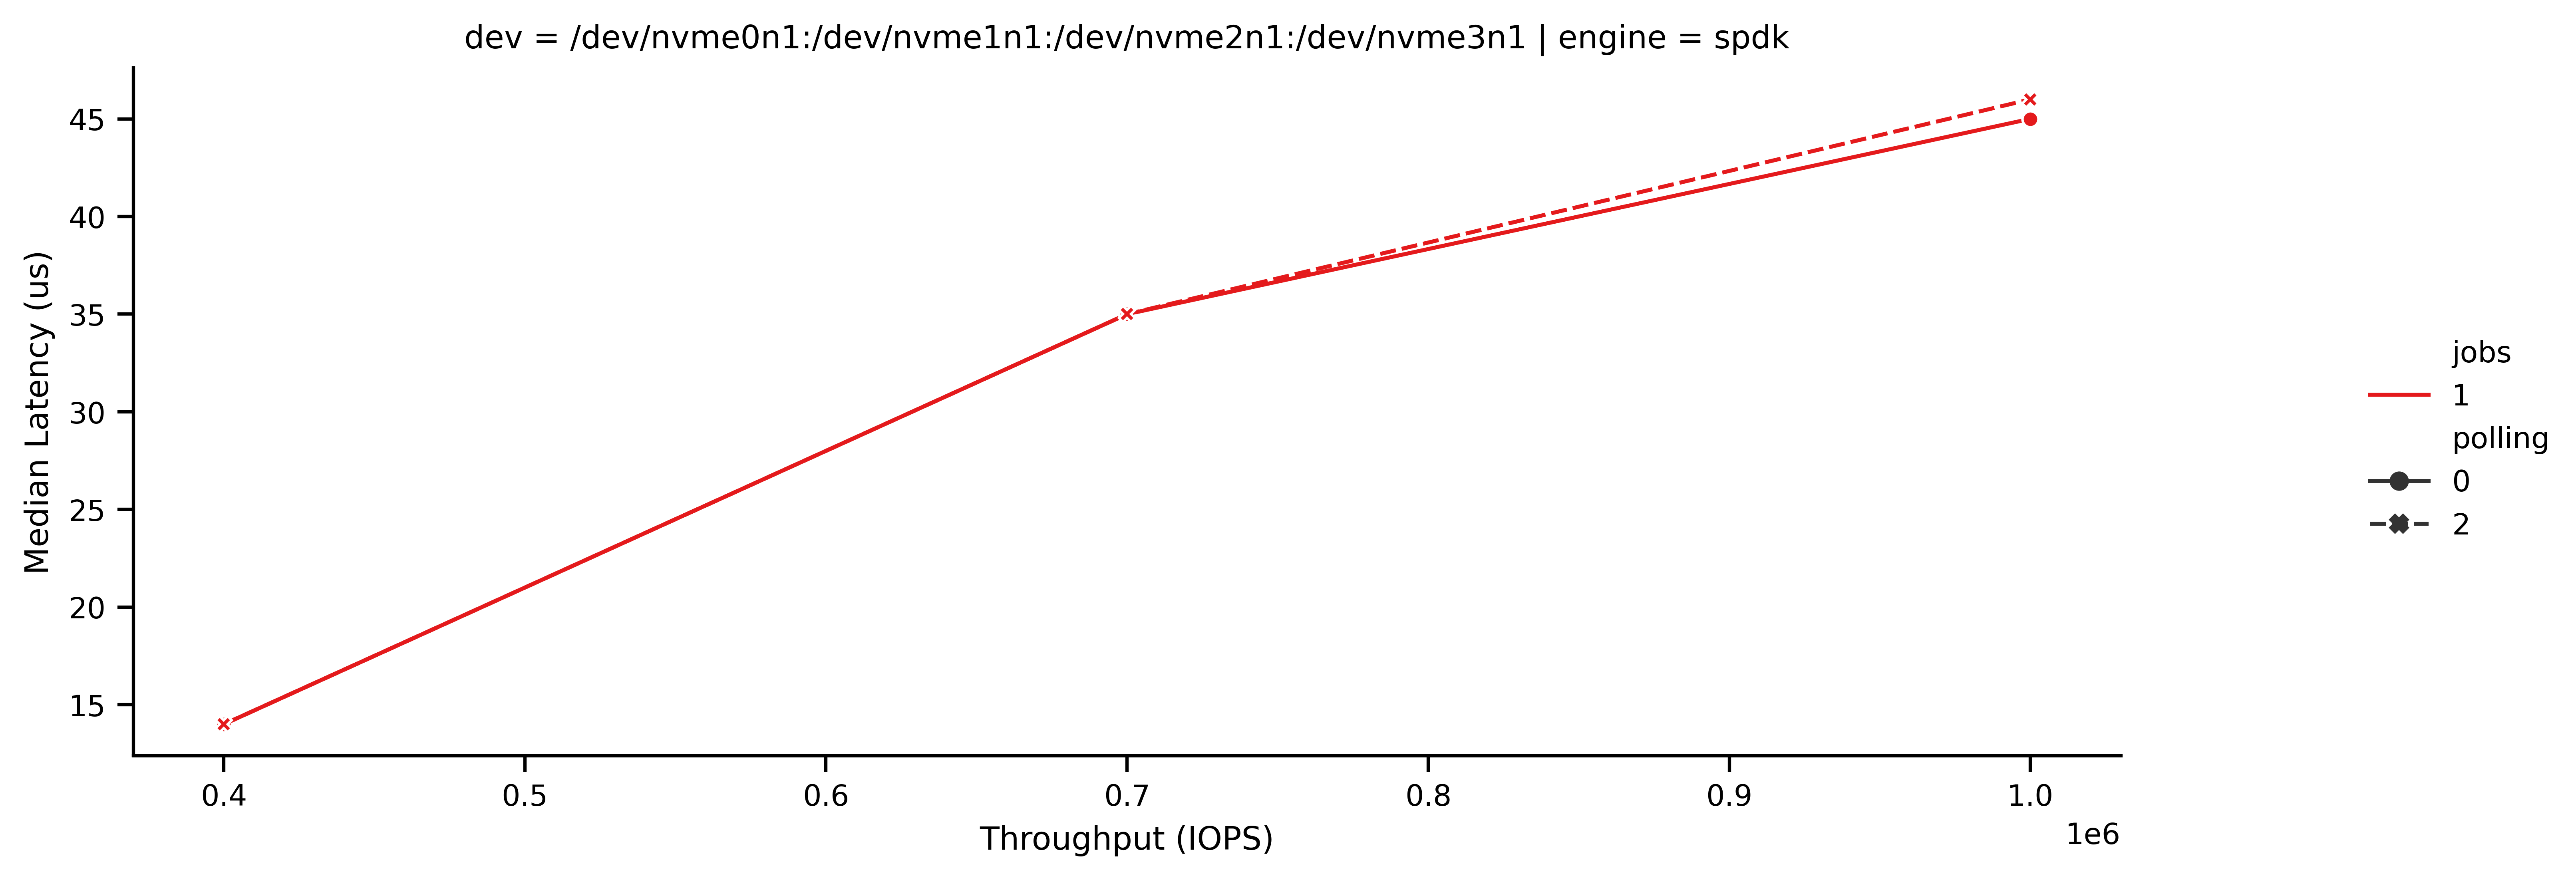 dev = /dev/nvme0n1:/dev/nvme1n1:/dev/nvme2n1:/dev/nvme3n1 | engine = spdk
Median Latency (us)
45
40
35
30
25
20
15
0.4 0.5 0.6 0.7 0.8 0.9 1.0
1e6
Throughput (IOPS)
jobs
1
polling
0
2